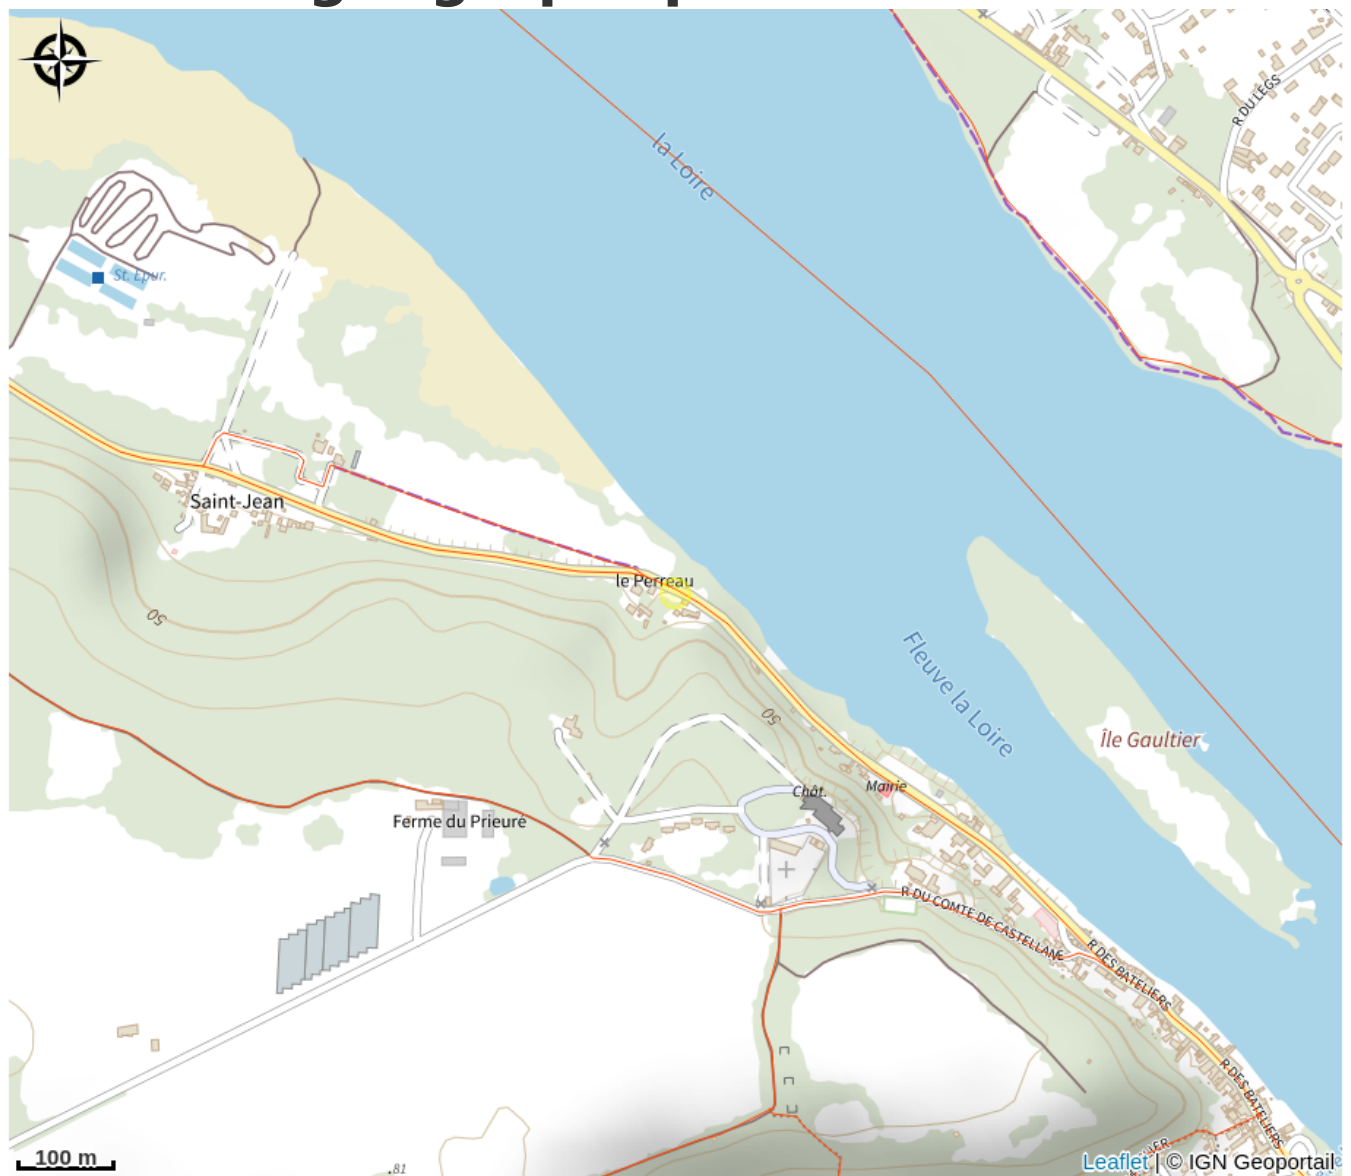 R DU LEGS
la Loire
St. Epur.
Saint-Jean
le Perreau
50
Fleuve la Loire
50
Île Gaultier
Chât.
Mairie
Ferme du Prieuré
R DU COMTE DE CASTELLANE
R DES BATELIERS
R DES BATELIERS
100 m
.81
Leaflet | © IGN Geoportail